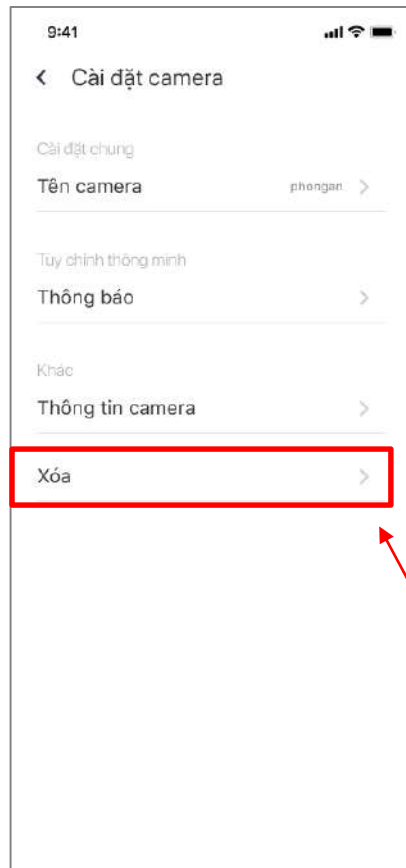 9:41
Cài đặt camera
Cài đặt chung
Tên camera phongan
Tùy chỉnh thông minh
Thông báo
Khác
Thông tin camera
Xóa